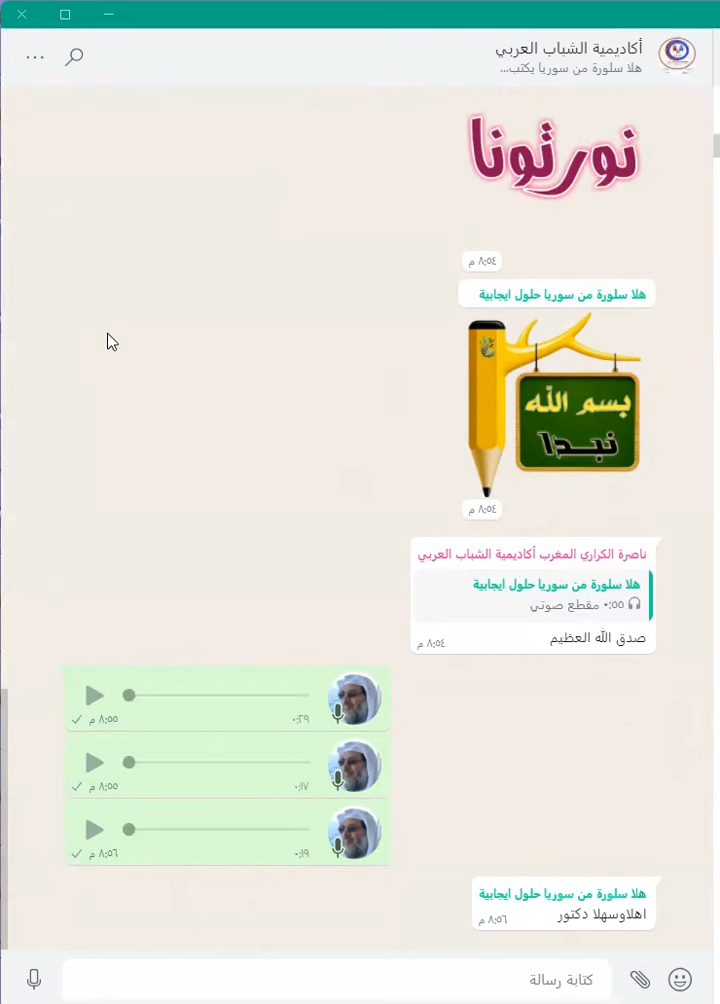 أكاديمية الشباب العربي
هلا سلورة من سوريا يكتب...
نورتونا
٨:٥٤ م
هلا سلورة من سوريا حلول ايجابية
بسم الله
نبدا
٨:٥٤ م
ناصرة الكراري المغرب أكاديمية الشباب العربي
هلا سلورة من سوريا حلول ايجابية
٠:٥٥ مقطع صوتي
صدق الله العظيم
٨:٥٤ م
٠:٢٩
٨:٥٥ م
٠:١٧
٨:٥٥ م
٠:١٩
٨:٥٦ م
هلا سلورة من سوريا حلول ايجابية
اهلاوسهلا دكتور
٨:٥٦ م
كتابة رسالة